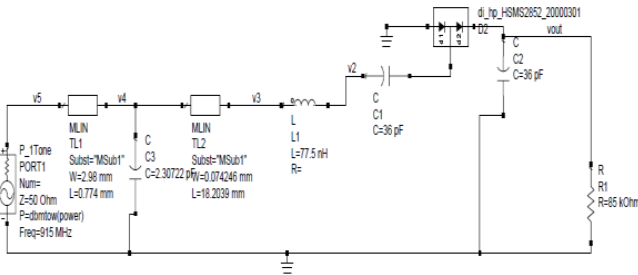 di_hp_HSMS2852_20000301
D2
vout
d1
d2
v5
v4
v3
v2
C
C2
C=36 pF
C
C1
C=36 pF
L
L1
L=77.5 nH
R=
MLIN
TL1
Subst="MSub1"
W=2.98 mm
L=0.774 mm
C
C3
C=2.30722 pF
MLIN
TL2
Subst="MSub1"
W=0.074246 mm
L=18.2039 mm
P_1Tone
PORT1
Num=
Z=50 Ohm
P=dbmtow(power)
Freq=915 MHz
R
R1
R=85 kOhm